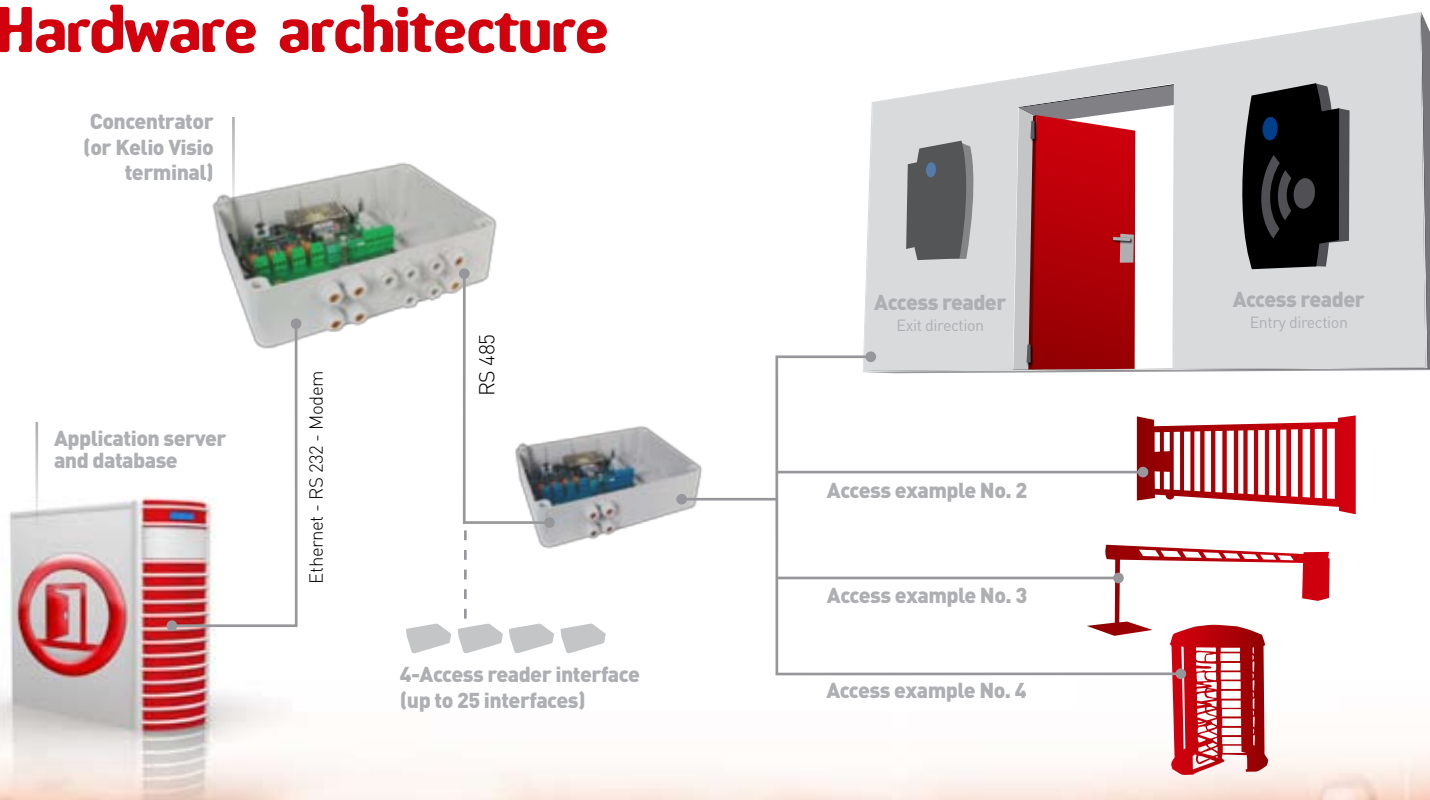 Hardware architecture
Concentrator
(or Kelio Visio
terminal)
Access reader
Exit direction
Access reader
Entry direction
RS 485
Ethernet - RS 232 - Modem
Application server
and database
Access example No. 2
Access example No. 3
4-Access reader interface
(up to 25 interfaces)
Access example No. 4